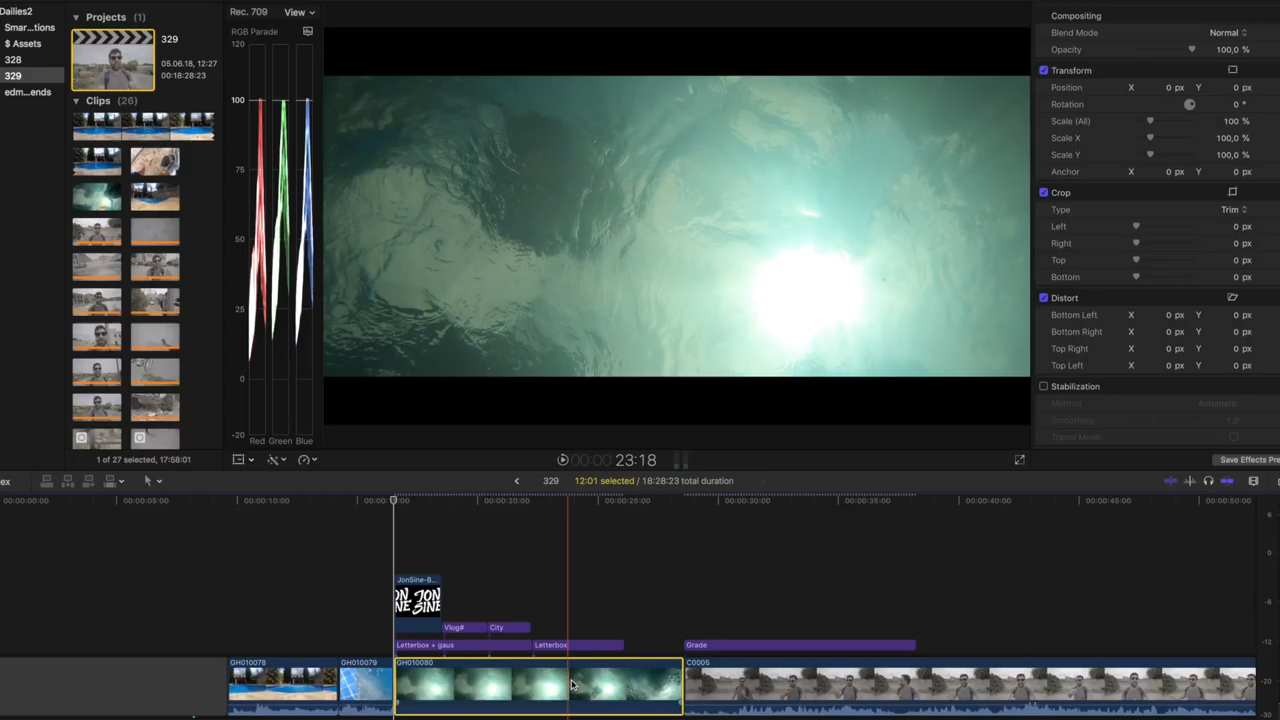 Dailies2
Smar...tions
$ Assets
328
329
edm...ends
Projects (1)
329
05.06.18, 12:27
00:18:28:23
Clips (26)
1 of 27 selected, 17:58:01
Rec. 709 View
RGB Parade
120
100
75
50
25
0
-20
Red Green Blue
00:00:00 23:18
Compositing
Blend Mode Normal
Opacity 100,0 %
Transform
Position X 0 px Y 0 px
Rotation 0 °
Scale (All) 100 %
Scale X 100,0 %
Scale Y 100,0 %
Anchor X 0 px Y 0 px
Crop
Type Trim
Left 0 px
Right 0 px
Top 0 px
Bottom 0 px
Distort
Bottom Left X 0 px Y 0 px
Bottom Right X 0 px Y 0 px
Top Right X 0 px Y 0 px
Top Left X 0 px Y 0 px
Stabilization
Method Automatic
Smoothing 1,0
Tripod Mode
Save Effects Pre
ex
329 12:01 selected / 18:28:23 total duration
00:00:00:00 00:00:05:00 00:00:10:00 00:00:20:00 00:00:25:00 00:00:30:00 00:00:35:00 00:00:40:00 00:00:45:00 00:00:50:00
6
0
-6
-12
-20
-30
JonSine-B...
JON SINE
Vlog# City
Letterbox + gaus Letterbox Grade
GH010078 GH010079 GH010080 C0005